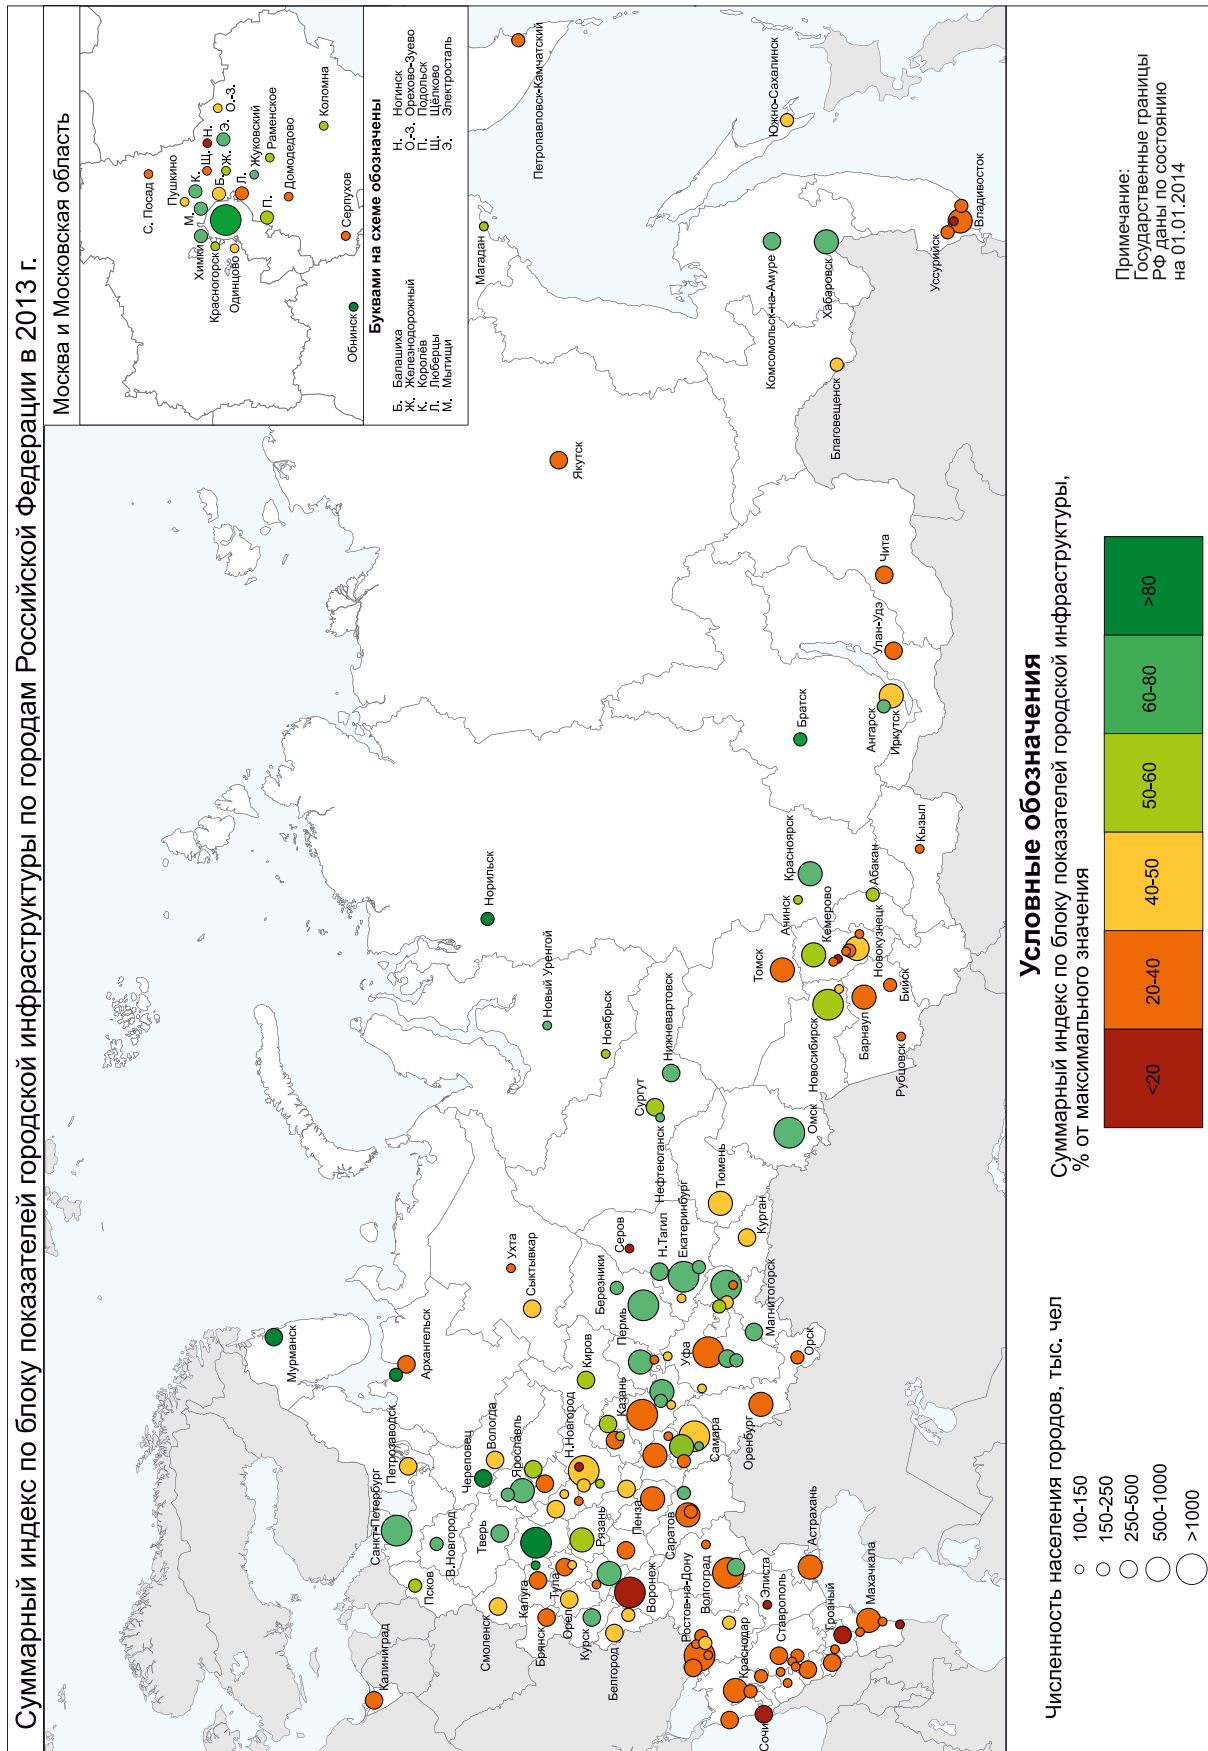 Суммарный индекс по блоку показателей городской инфраструктуры по городам Российской Федерации в 2013 г.
Москва и Московская область
С. Посад
Пушкино
М.
К.
Щ.
Н.
О.-З.
Э.
Химки
Красногорск
Одинцово
Б.
Ж.
Л.
Жуковский
Раменское
П.
Домодедово
Коломна
Серпухов
Обнинск
Буквами на схеме обозначены
Б. Балашиха
Ж. Железнодорожный
К. Королёв
Л. Люберцы
М. Мытищи
Н. Ногинск
О.-З. Орехово-Зуево
П. Подольск
Щ. Щёлково
Э. Электросталь
Мурманск
Архангельск
Петрозаводск
Санкт-Петербург
Калининград
Псков
В.Новгород
Череповец
Вологда
Ярославль
Тверь
Смоленск
Калуга
Брянск
Тула
Орел
Курск
Белгород
Рязань
Воронеж
Н.Новгород
Пенза
Саратов
Киров
Казань
Самара
Сыктывкар
Ухта
Березники
Пермь
Серов
Н.Тагил
Екатеринбург
Уфа
Магнитогорск
Орск
Оренбург
Курган
Тюмень
Ростов-на-Дону
Волгоград
Краснодар
Сочи
Элиста
Ставрополь
Грозный
Махачкала
Астрахань
Норильск
Новый Уренгой
Ноябрьск
Сургут
Нижневартовск
Нефтеюганск
Омск
Томск
Новосибирск
Барнаул
Рубцовск
Бийск
Новокузнецк
Кемерово
Ачинск
Красноярск
Абакан
Кызыл
Братск
Ангарск
Иркутск
Улан-Удэ
Чита
Якутск
Магадан
Петропавловск-Камчатский
Южно-Сахалинск
Комсомольск-на-Амуре
Хабаровск
Благовещенск
Уссурийск
Владивосток
Условные обозначения
Численность населения городов, тыс. чел
100-150
150-250
250-500
500-1000
>1000
Суммарный индекс по блоку показателей городской инфраструктуры,
% от максимального значения
<20
20-40
40-50
50-60
60-80
>80
Примечание:
Государственные границы
РФ даны по состоянию
на 01.01.2014